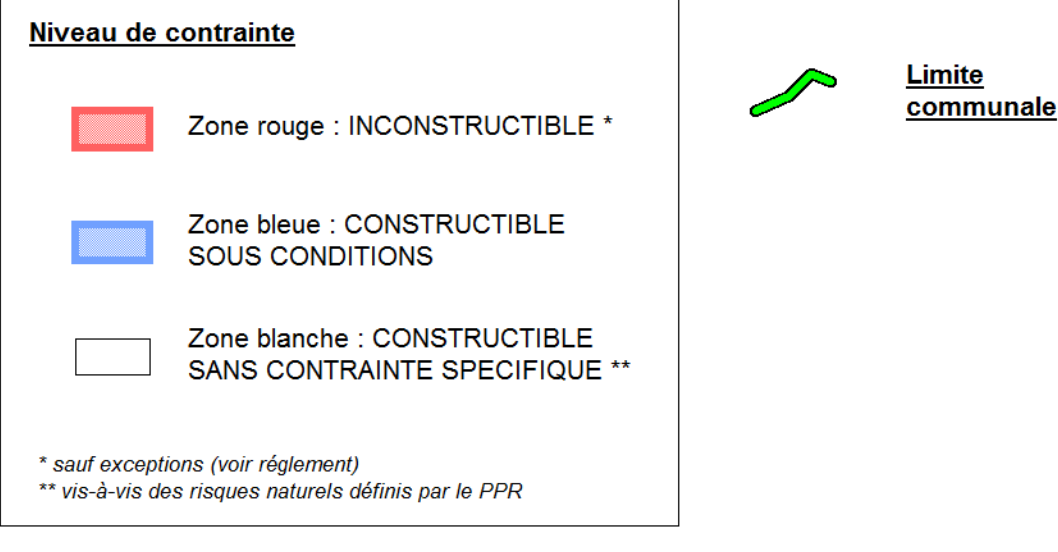 Niveau de contrainte
Zone rouge : INCONSTRUCTIBLE *
Zone bleue : CONSTRUCTIBLE
SOUS CONDITIONS
Zone blanche : CONSTRUCTIBLE
SANS CONTRAINTE SPECIFIQUE **
* sauf exceptions (voir réglement)
** vis-à-vis des risques naturels définis par le PPR
Limite
communale